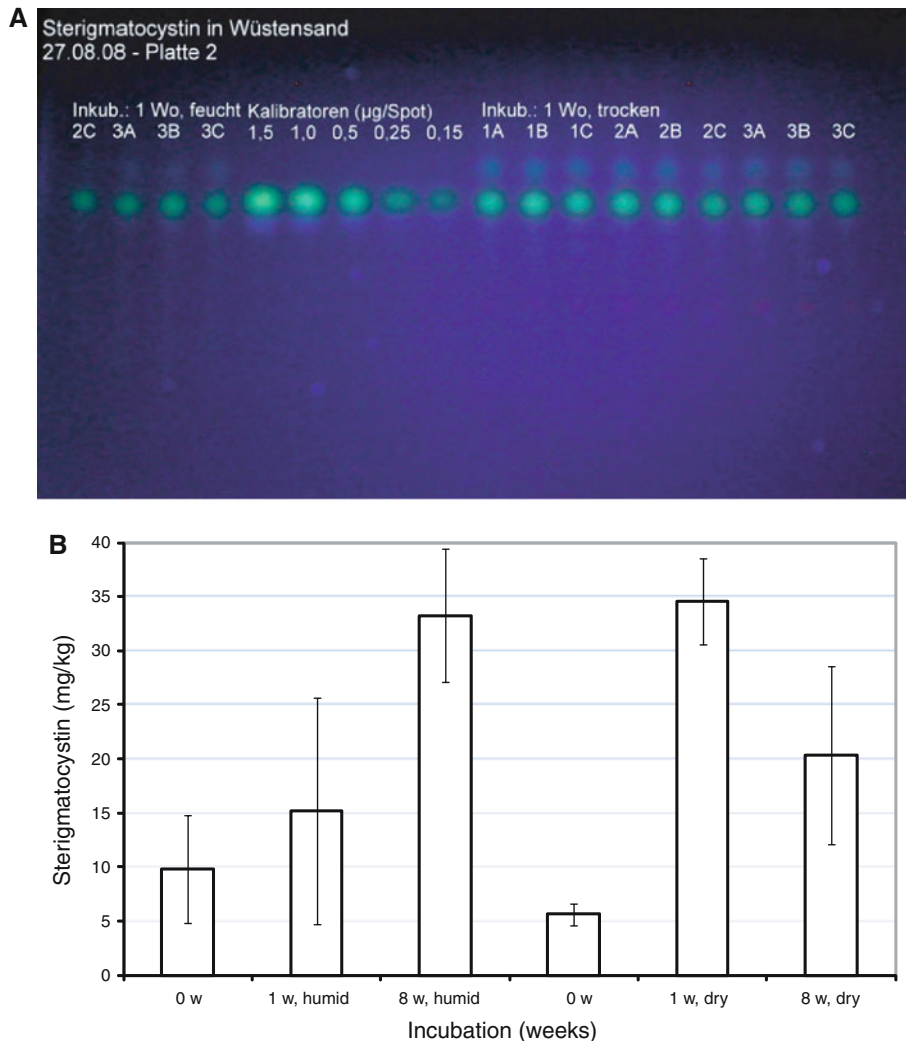 A
Sterigmatocystin in Wüstensand
27.08.08 - Platte 2
Inkub.: 1 Wo, feucht Kalibratoren (µg/Spot) Inkub.: 1 Wo, trocken
2C 3A 3B 3C 1,5 1,0 0,5 0,25 0,15 1A 1B 1C 2A 2B 2C 3A 3B 3C
B
Sterigmatocystin (mg/kg)
40
35
30
25
20
15
10
5
0
0 w 1 w, humid 8 w, humid 0 w 1 w, dry 8 w, dry
Incubation (weeks)